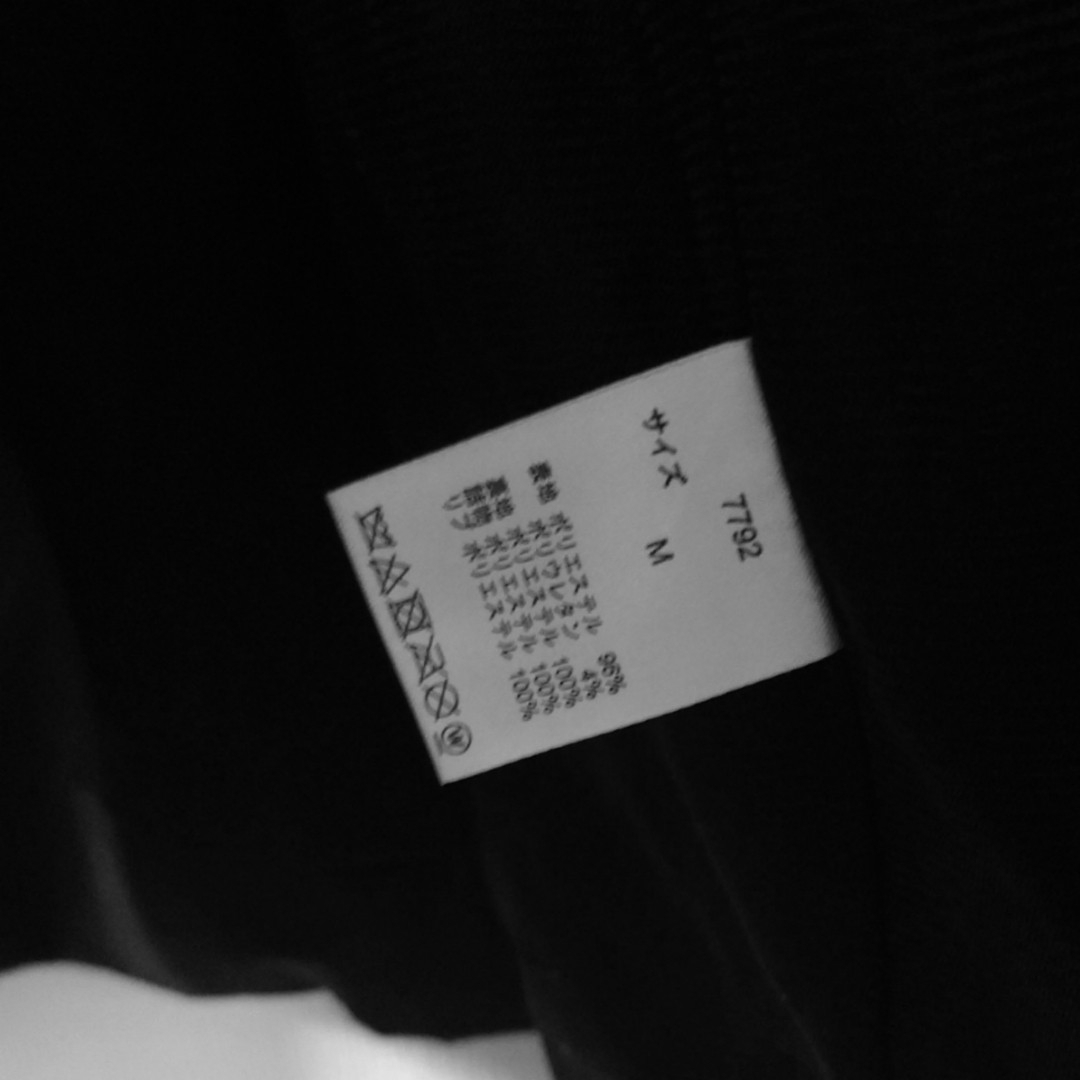 7792
サイズ M
表地 ポリエステル 96%
ポリウレタン 4%
裏地 ポリエステル 100%
飾物 ポリエステル 100%
リブ ポリエステル 100%
W